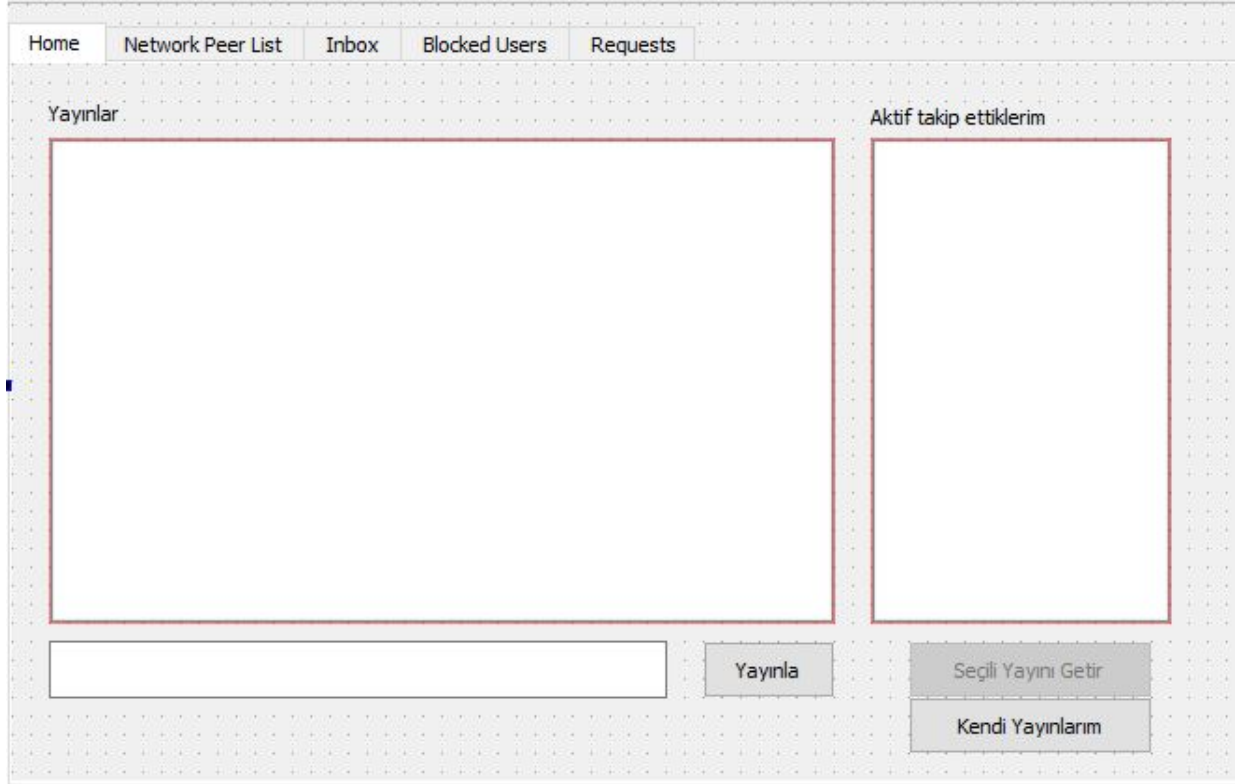 Home Network Peer List Inbox Blocked Users Requests
Yayınlar
Aktif takip ettiklerim
Yayınla
Seçili Yayını Getir
Kendi Yayınlarım